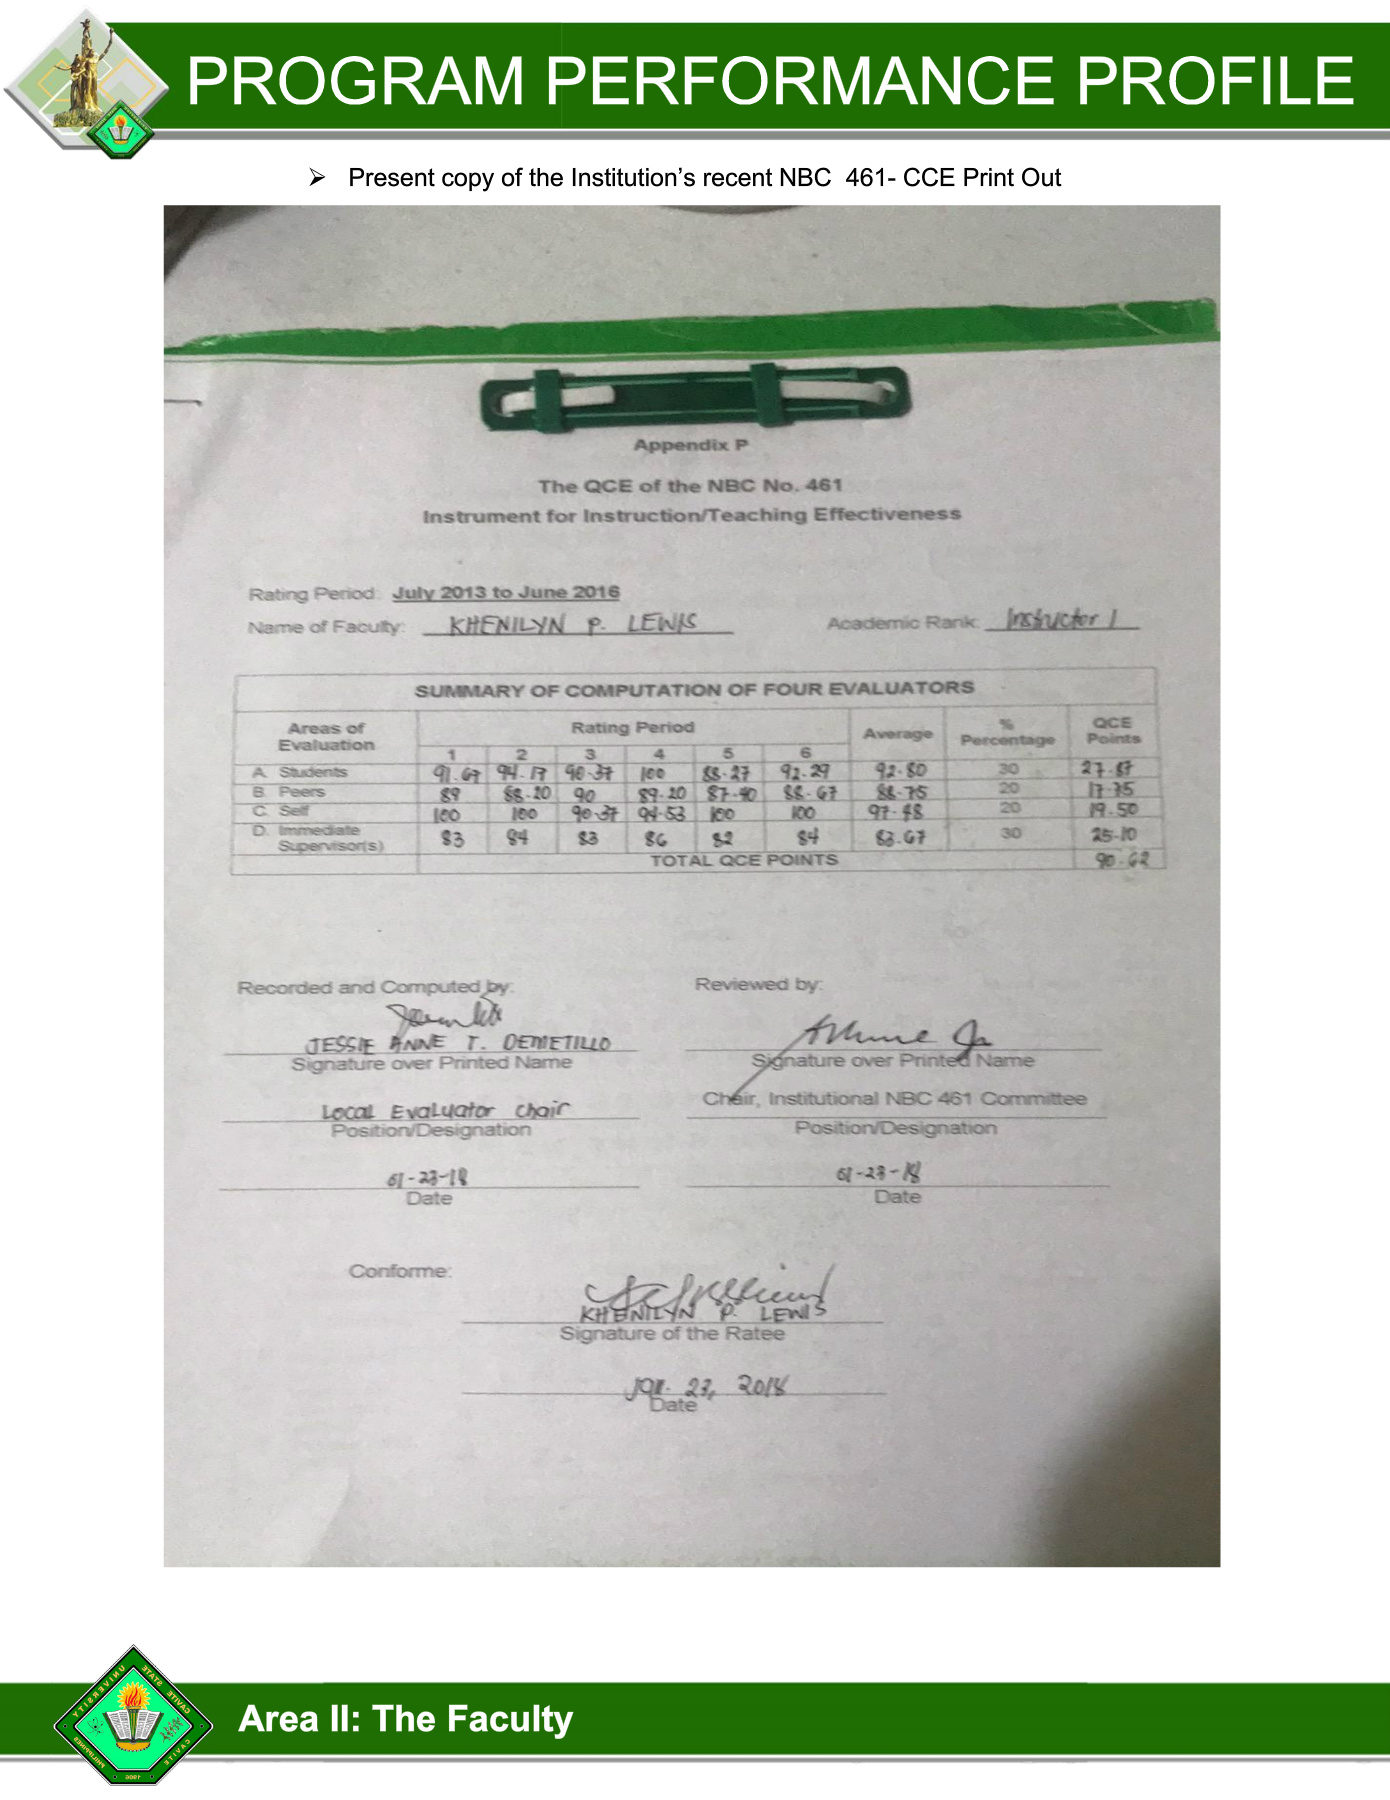 PROGRAM PERFORMANCE PROFILE
➢ Present copy of the Institution’s recent NBC 461- CCE Print Out
Appendix P
The QCE of the NBC No. 461
Instrument for Instruction/Teaching Effectiveness
Rating Period: July 2013 to June 2016
Name of Faculty: KHENILYN P. LEWIS Academic Rank: Instructor I
SUMMARY OF COMPUTATION OF FOUR EVALUATORS
Areas of Evaluation Rating Period Average % Percentage QCE Points
1 2 3 4 5 6
A. Students 91.67 94.17 90.37 100 88.27 92.29 92.80 30 27.87
B. Peers 89 88.20 90 89.20 87.40 88.67 88.75 20 17.75
C. Self 100 100 90.37 94.53 100 100 97.48 20 19.50
D. Immediate Supervisor(s) 83 84 83 86 82 84 83.67 30 25.10
TOTAL QCE POINTS 90.62
Recorded and Computed by: Reviewed by:
JESSIE ANNE T. DEMETILLO
Signature over Printed Name Signature over Printed Name
Local Evaluator Chair Chair, Institutional NBC 461 Committee
Position/Designation Position/Designation
01-23-18 01-23-18
Date Date
Conforme:
KHENILYN P. LEWIS
Signature of the Ratee
Jan. 23, 2018
Date
CAVITE STATE UNIVERSITY
CAVITE
PHILIPPINES
1906
Area II: The Faculty